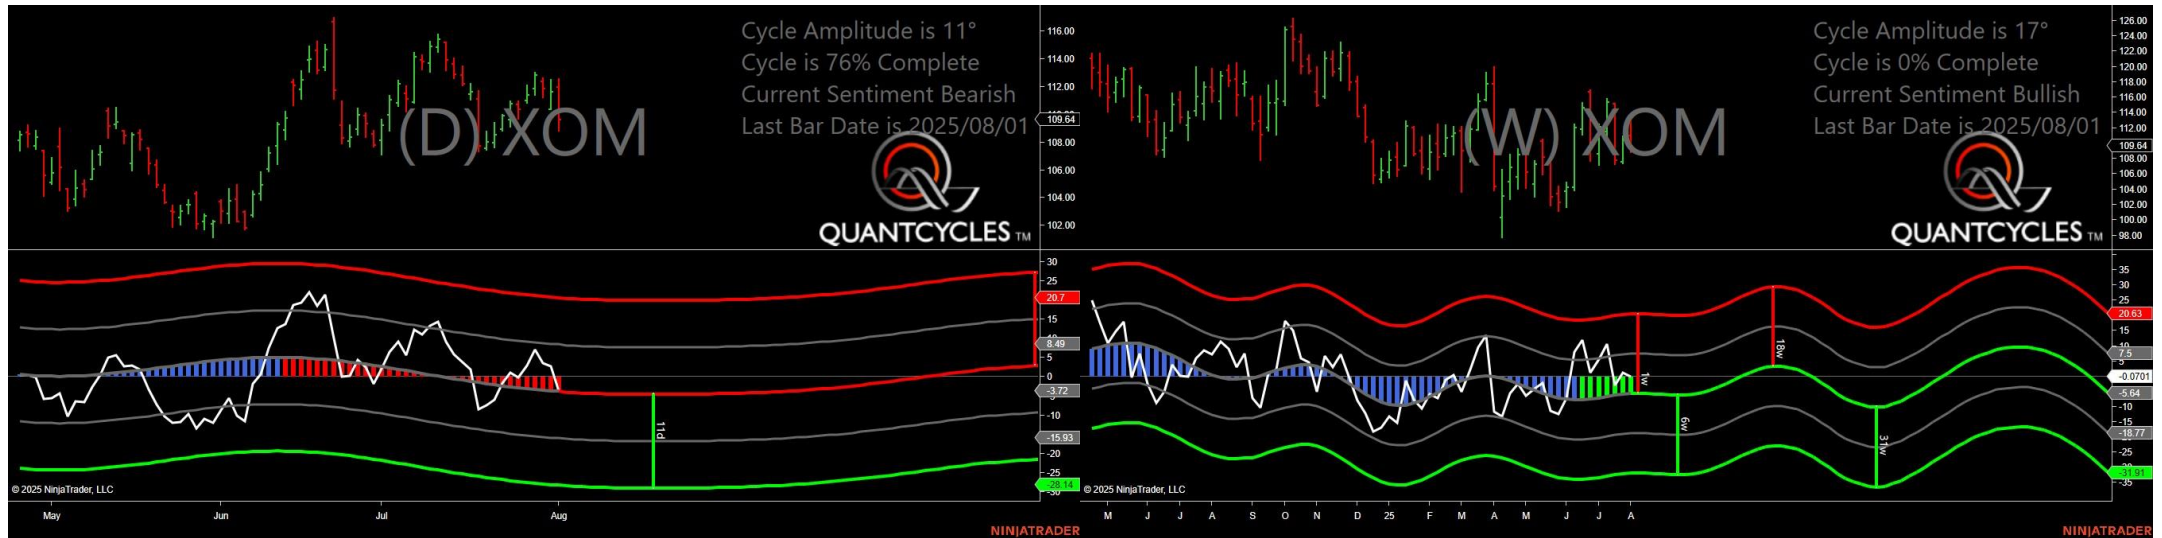 Cycle Amplitude is 11°
Cycle is 76% Complete
Current Sentiment Bearish
Last Bar Date is 2025/08/01
(D) XOM
QUANTCYCLES TM
116.00
114.00
112.00
109.64
108.00
106.00
104.00
102.00
30
25
20.7
15
8.49
5
0
-3.72
-10
-15.93
-20
-25
-28.14
-30
11d
© 2025 NinjaTrader, LLC
May
Jun
Jul
Aug
NINJATRADER
Cycle Amplitude is 17°
Cycle is 0% Complete
Current Sentiment Bullish
Last Bar Date is 2025/08/01
(W) XOM
QUANTCYCLES TM
126.00
124.00
122.00
120.00
118.00
116.00
114.00
112.00
109.64
108.00
106.00
104.00
102.00
100.00
98.00
35
30
25
20.63
15
7.5
5
-0.0701
-5.64
-10
-15
-18.77
-25
-31.91
-35
1w
6w
18w
31w
© 2025 NinjaTrader, LLC
M
J
J
A
S
O
N
D
25
F
M
A
M
J
J
A
NINJATRADER